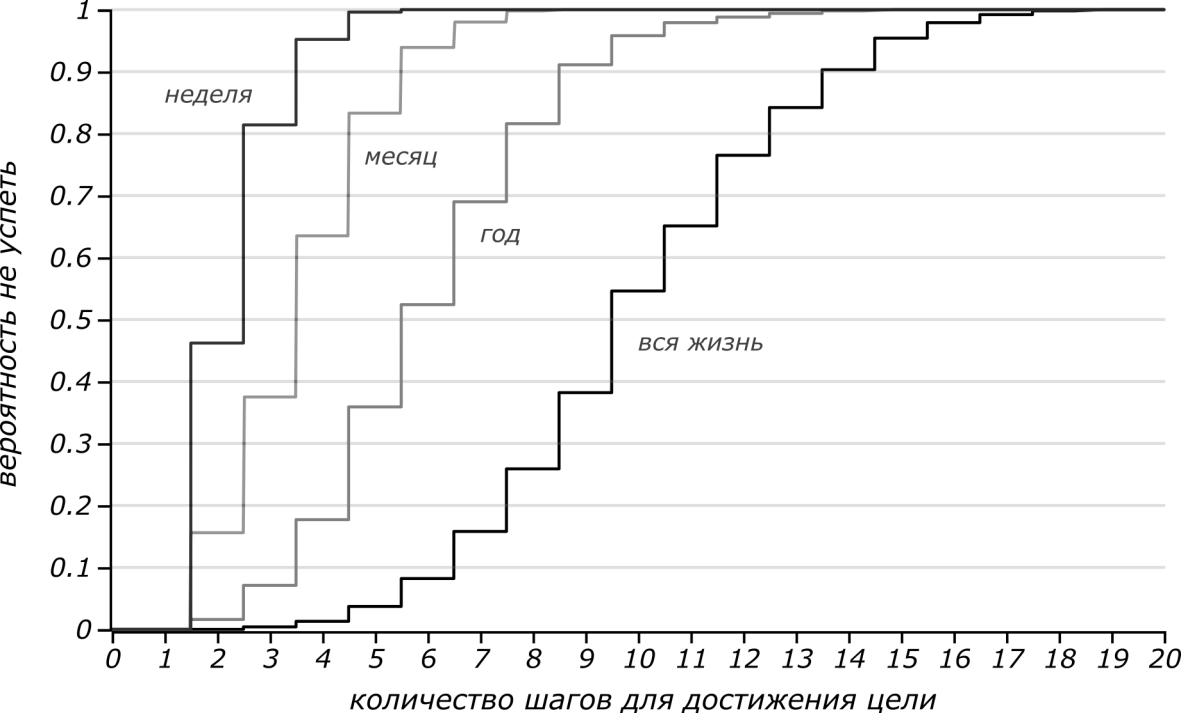 вероятность не успеть
1
0.9
0.8
0.7
0.6
0.5
0.4
0.3
0.2
0.1
0
неделя
месяц
год
вся жизнь
0 1 2 3 4 5 6 7 8 9 10 11 12 13 14 15 16 17 18 19 20
количество шагов для достижения цели